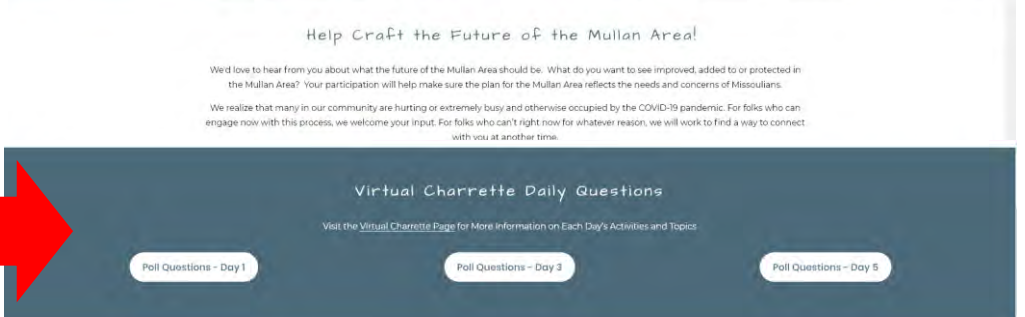 Help Craft the Future of the Mullan Area!
We'd love to hear from you about what the future of the Mullan Area should be. What do you want to see improved, added to or protected in
the Mullan Area? Your participation will help make sure the plan for the Mullan Area reflects the needs and concerns of Missoulians.
We realize that many in our community are hurting or extremely busy and otherwise occupied by the COVID-19 pandemic. For folks who can
engage now with this process, we welcome your input. For folks who can't right now for whatever reason, we will work to find a way to connect
with you at another time.
Virtual Charrette Daily Questions
Visit the Virtual Charrette Page for More Information on Each Day's Activities and Topics
Poll Questions - Day 1
Poll Questions - Day 3
Poll Questions - Day 5